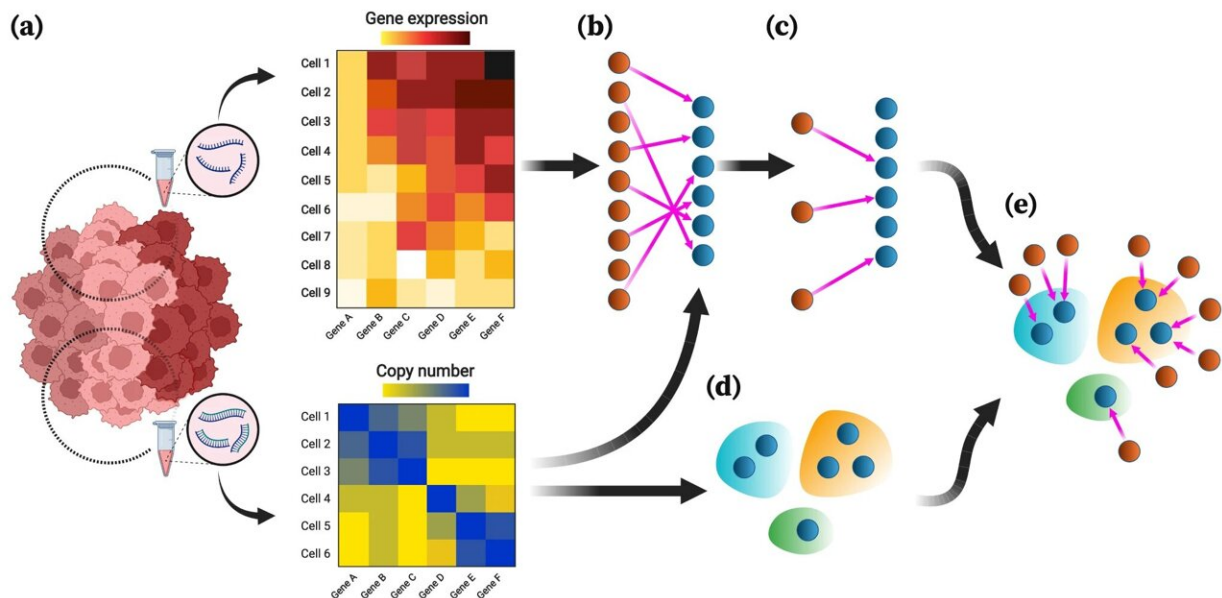 (a)
Gene expression
Cell 1
Cell 2
Cell 3
Cell 4
Cell 5
Cell 6
Cell 7
Cell 8
Cell 9
Gene A
Gene B
Gene C
Gene D
Gene E
Gene F
Copy number
Cell 1
Cell 2
Cell 3
Cell 4
Cell 5
Cell 6
Gene A
Gene B
Gene C
Gene D
Gene E
Gene F
(b)
(c)
(d)
(e)